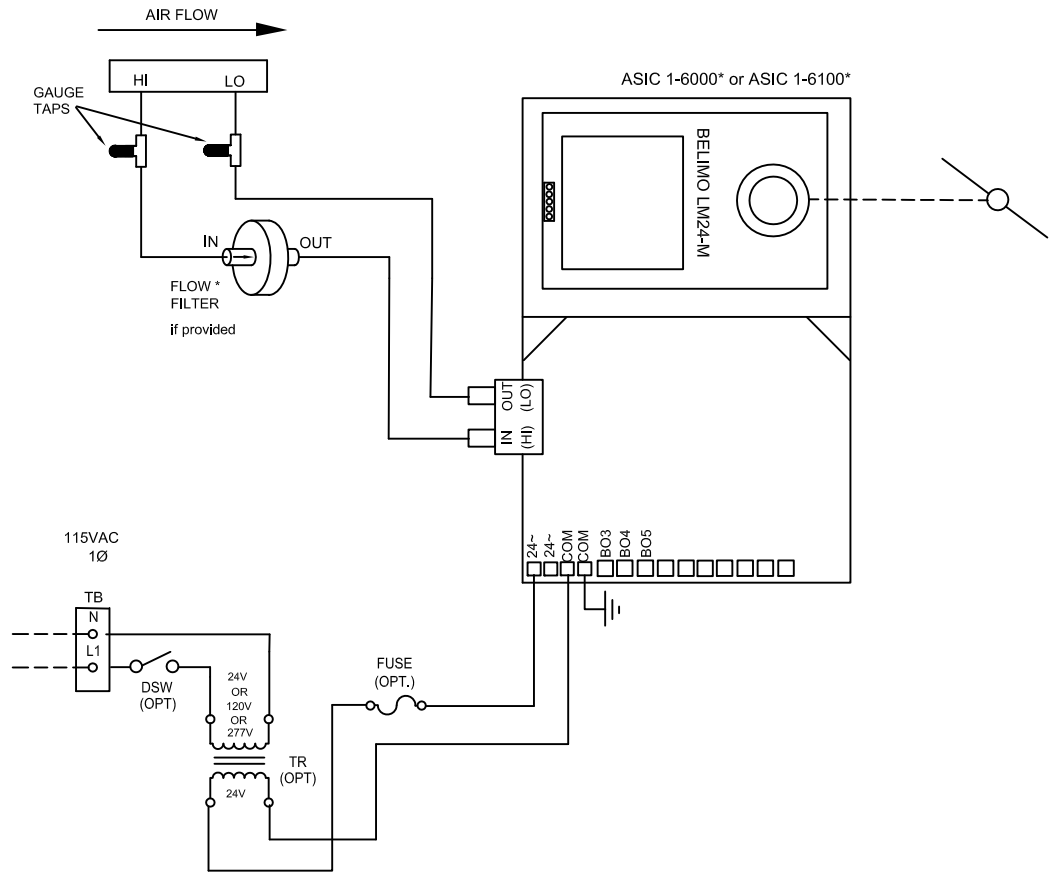 AIR FLOW
HI
LO
GAUGE
TAPS
IN
OUT
FLOW *
FILTER
if provided
ASIC 1-6000* or ASIC 1-6100*
BELIMO LM24-M
OUT
(LO)
IN
(HI)
24~
24~
COM
COM
BO3
BO4
BO5
115VAC
1Ø
TB
N
L1
DSW
(OPT)
24V
OR
120V
OR
277V
TR
(OPT)
24V
FUSE
(OPT.)